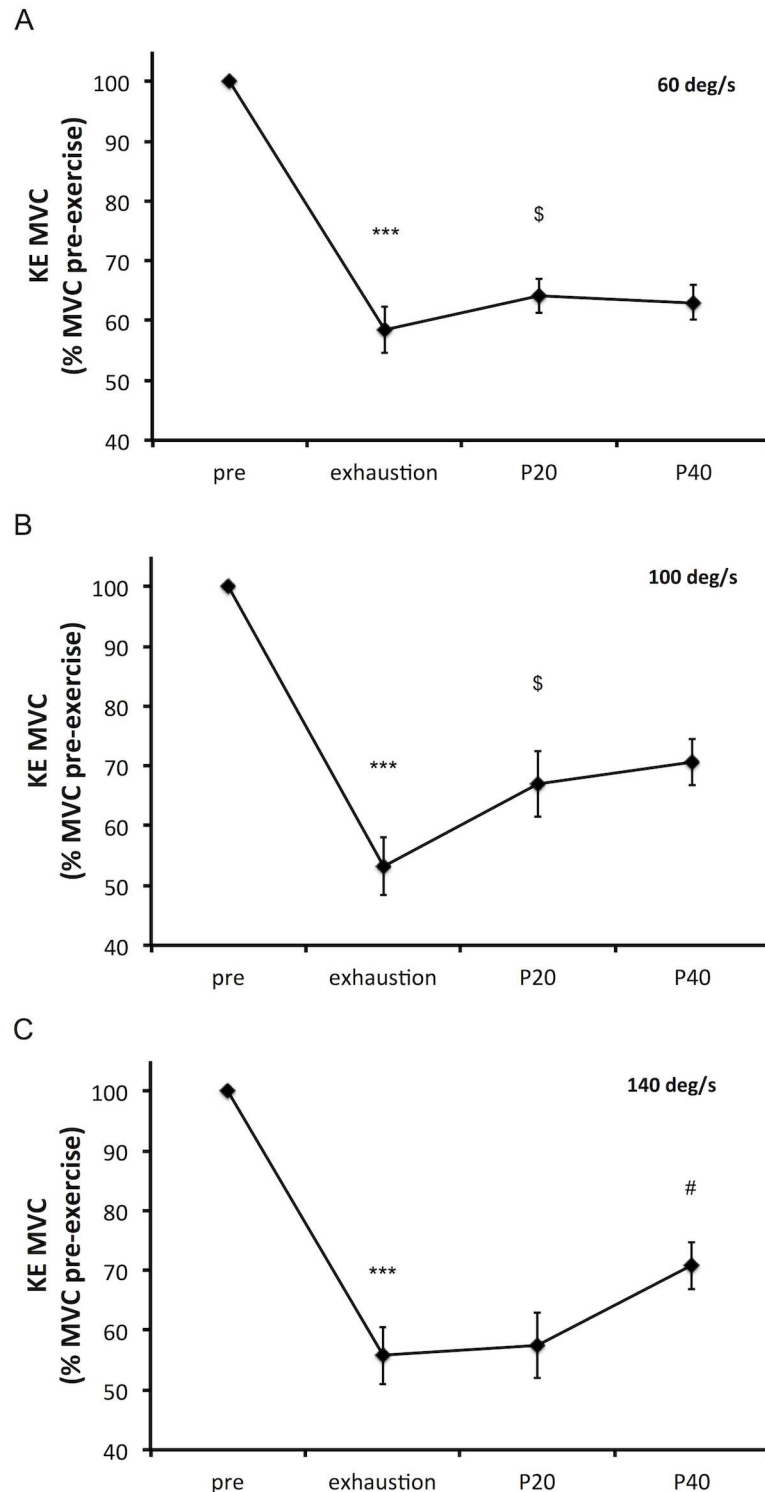 A
60 deg/s
KE MVC
(% MVC pre-exercise)
100
90
80
70
60
50
40
***
$
pre exhaustion P20 P40
B
100 deg/s
KE MVC
(% MVC pre-exercise)
100
90
80
70
60
50
40
***
$
pre exhaustion P20 P40
C
140 deg/s
KE MVC
(% MVC pre-exercise)
100
90
80
70
60
50
40
***
#
pre exhaustion P20 P40